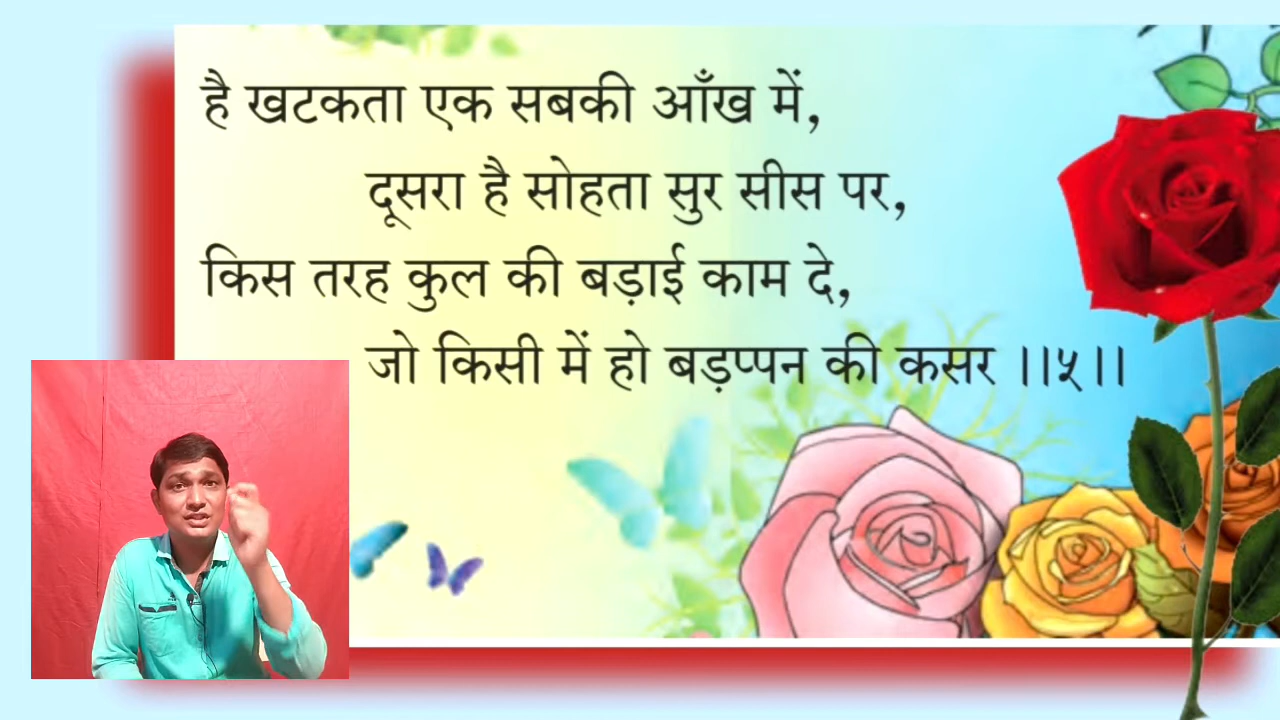 है खटकता एक सबकी आँख में,
दूसरा है सोहता सुर सीस पर,
किस तरह कुल की बड़ाई काम दे,
जो किसी में हो बड़प्पन की कसर ।।५।।